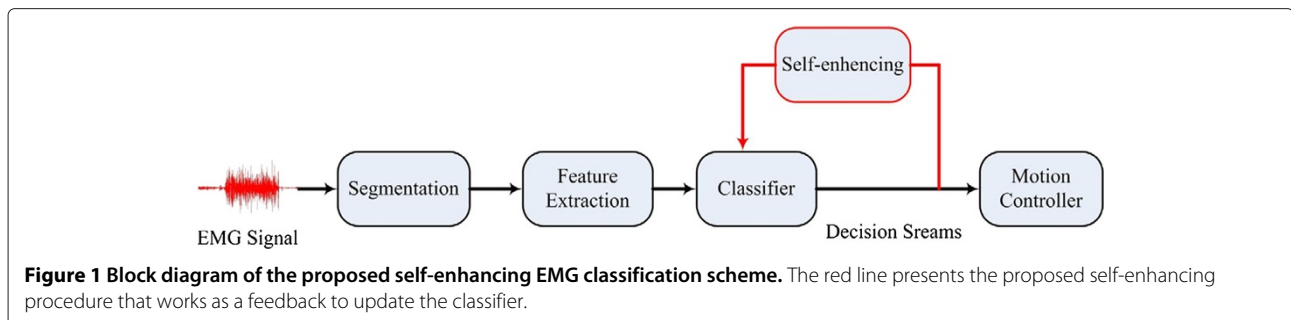 Self-enhencing
Segmentation
Feature
Extraction
Classifier
Motion
Controller
EMG Signal
Decision Sreams
Figure 1 Block diagram of the proposed self-enhancing EMG classification scheme. The red line presents the proposed self-enhancing
procedure that works as a feedback to update the classifier.